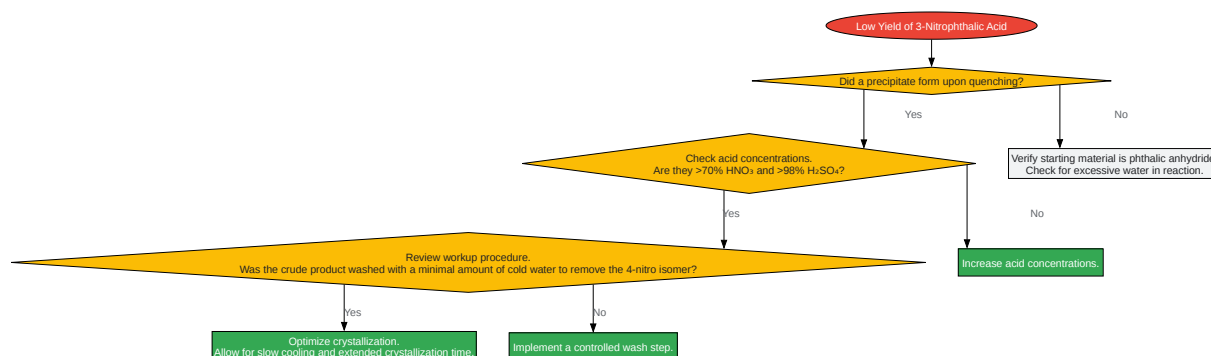 Low Yield of 3-Nitrophthalic Acid
Did a precipitate form upon quenching?
Yes
No
Check acid concentrations.
Are they >70% HNO₃ and >98% H₂SO₄?
Verify starting material is phthalic anhydride
Check for excessive water in reaction.
Yes
No
Review workup procedure.
Was the crude product washed with a minimal amount of cold water to remove the 4-nitro isomer?
Increase acid concentrations.
Yes
No
Optimize crystallization.
Allow for slow cooling and extended crystallization time.
Implement a controlled wash step.